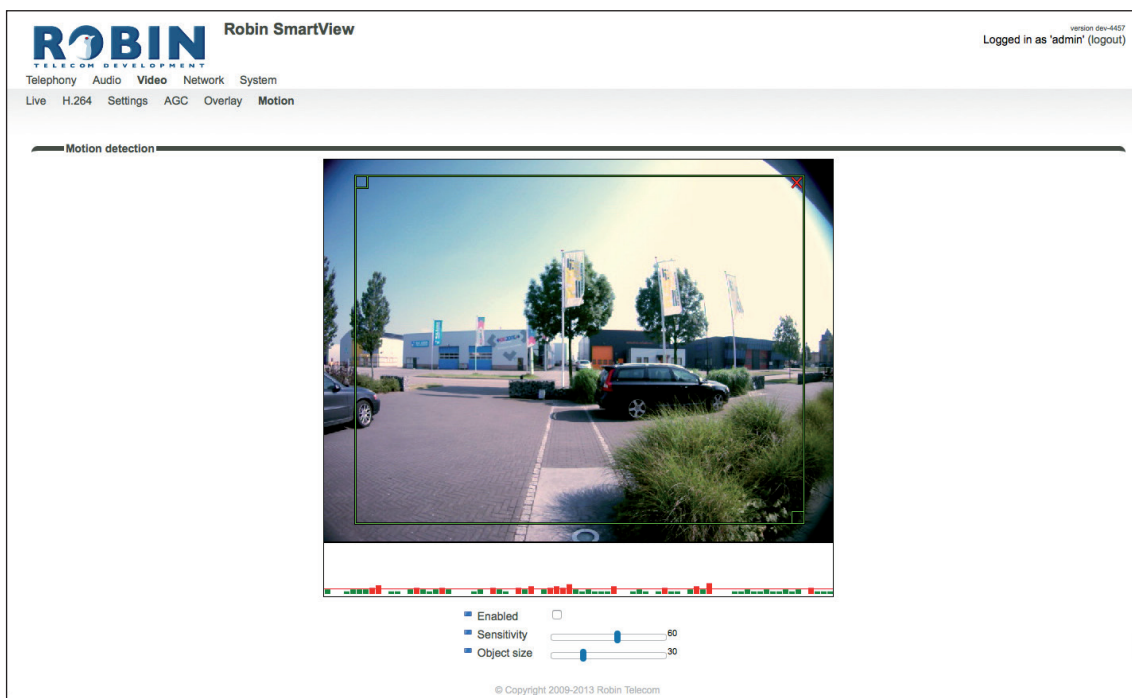 ROBIN
TELECOM DEVELOPMENT
Robin SmartView
version dev-4457
Logged in as 'admin' (logout)
Telephony Audio Video Network System
Live H.264 Settings AGC Overlay Motion
Motion detection
Enabled
Sensitivity 60
Object size 30
© Copyright 2009-2013 Robin Telecom